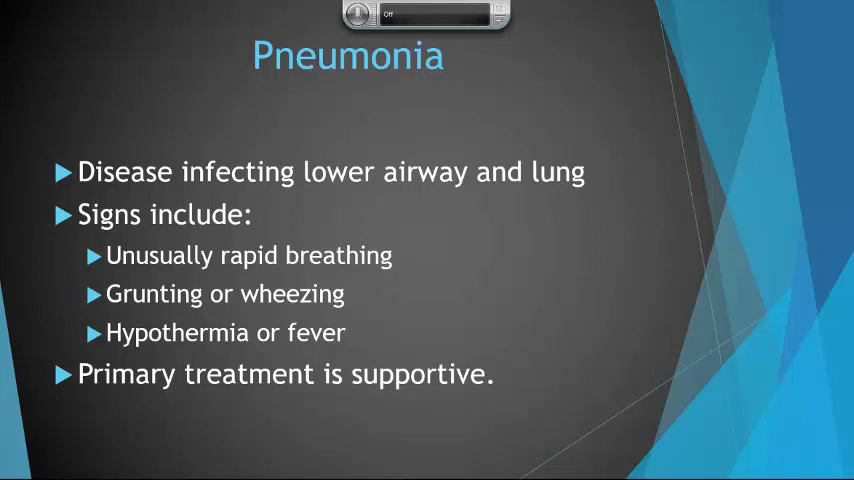 Off
Pneumonia
Disease infecting lower airway and lung
Signs include:
Unusually rapid breathing
Grunting or wheezing
Hypothermia or fever
Primary treatment is supportive.